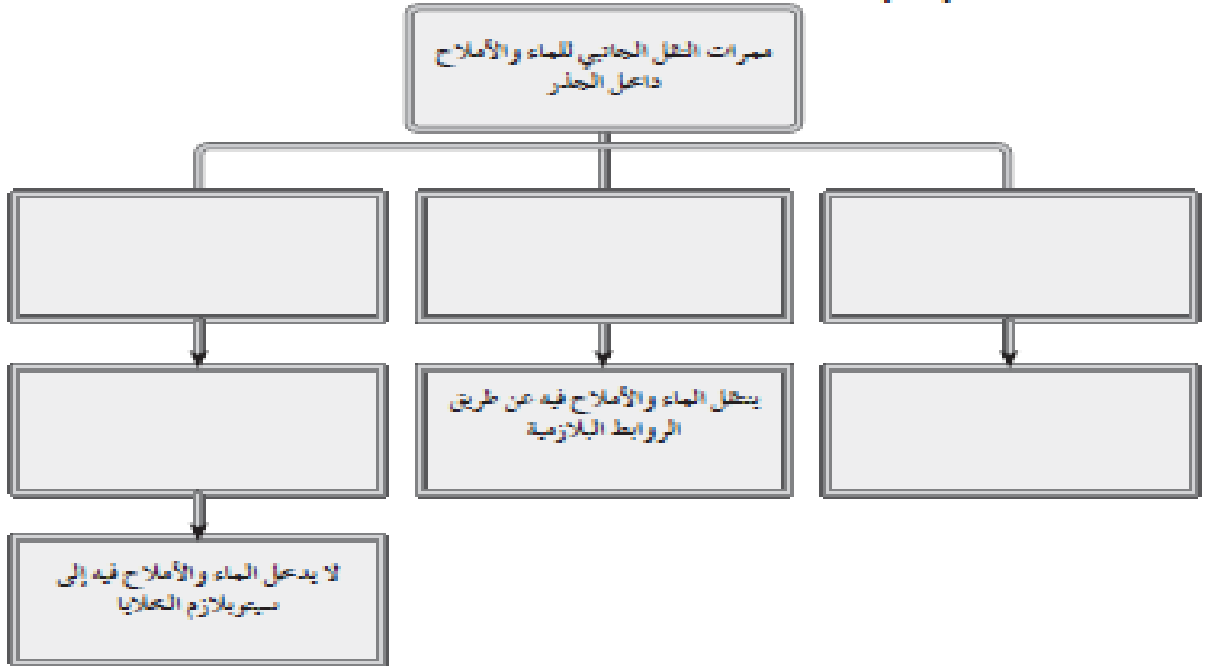 ممرات النقل الجانبي للماء والأملاح
داخل الجذر
ينتقل الماء والأملاح فيه عن طريق
الروابط البلازمية
لا يدخل الماء والأملاح فيه إلى
سيتوبلازم الخلايا